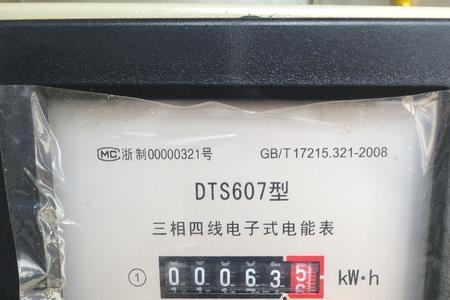 MC 浙制00000321号 GB/T 17215.321-2008
DTS607型
三相四线电子式电能表
① 000635 kW·h